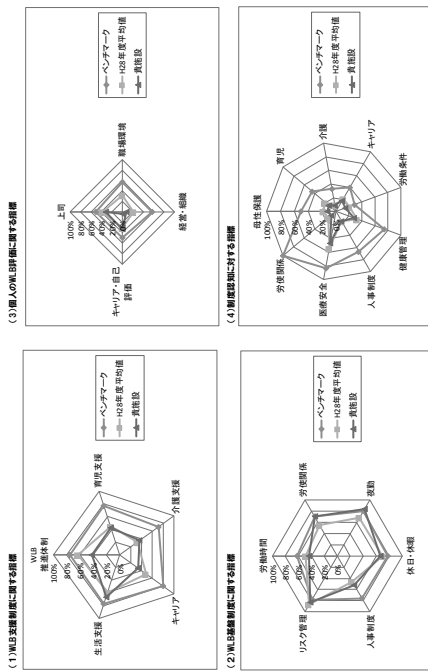 (1)WLB支援制度に関する指標
WLB
推進体制
100%
80%
60%
40%
20%
0%
育児支援
介護支援
キャリア
生活支援
ベンチマーク
H28年度平均値
貴施設
(2)WLB基盤制度に関する指標
労働時間
100%
80%
60%
40%
20%
0%
労使関係
夜勤
休日・休暇
人事制度
リスク管理
ベンチマーク
H28年度平均値
貴施設
(3)個人のWLB評価に関する指標
上司
100%
80%
60%
40%
20%
0%
職場環境
経営・組織
キャリア・自己
評価
ベンチマーク
H28年度平均値
貴施設
(4)制度認知に対する指標
母性保護
100%
80%
60%
40%
20%
0%
育児
介護
キャリア
労働条件
健康管理
人事制度
医療安全
労使関係
ベンチマーク
H28年度平均値
貴施設